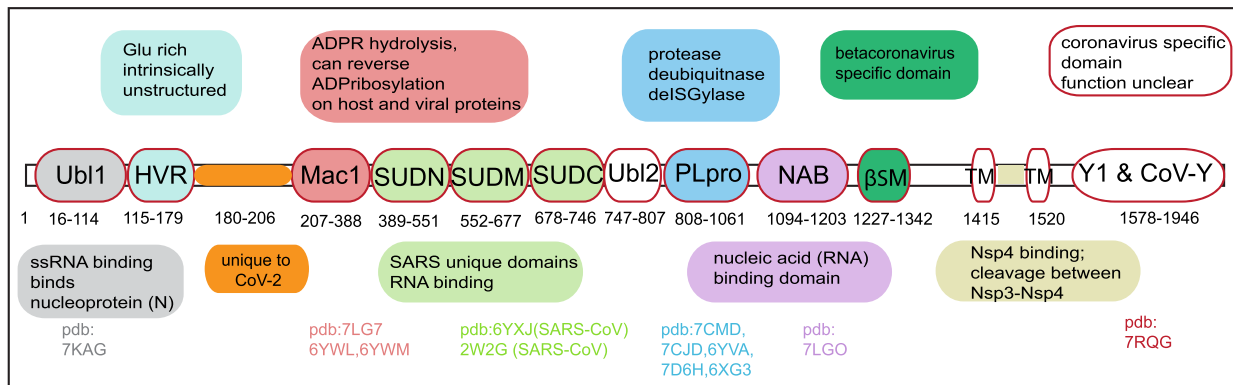 Glu rich
intrinsically
unstructured
ADPR hydrolysis,
can reverse
ADPribosylation
on host and viral proteins
protease
deubiquitnase
deISGylase
betacoronavirus
specific domain
coronavirus specific
domain
function unclear
Ubl1 HVR Mac1 SUDN SUDM SUDC Ubl2 PLpro NAB βSM TM TM Y1 & CoV-Y
1 16-114 115-179 180-206 207-388 389-551 552-677 678-746 747-807 808-1061 1094-1203 1227-1342 1415 1520 1578-1946
ssRNA binding
binds
nucleoprotein (N)
unique to
CoV-2
SARS unique domains
RNA binding
nucleic acid (RNA)
binding domain
Nsp4 binding;
cleavage between
Nsp3-Nsp4
pdb:
7KAG
pdb:7LG7
6YWL,6YWM
pdb:6YXJ(SARS-CoV)
2W2G (SARS-CoV)
pdb:7CMD,
7CJD,6YVA,
7D6H,6XG3
pdb:
7LGO
pdb:
7RQG